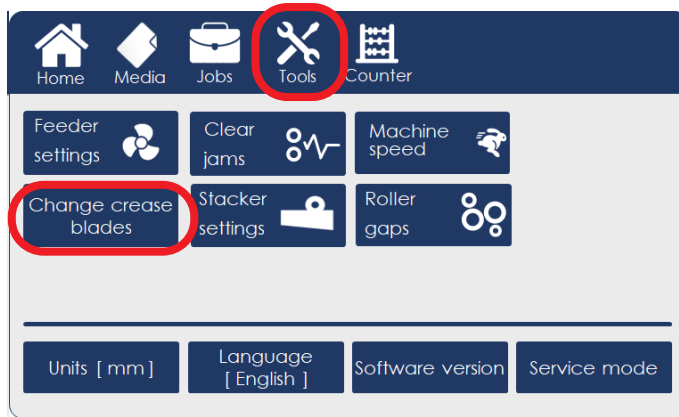 Home
Media
Jobs
Tools
Counter
Feeder
settings
Clear
jams
Machine
speed
Change crease
blades
Stacker
settings
Roller
gaps
Units [ mm ]
Language
[ English ]
Software version
Service mode